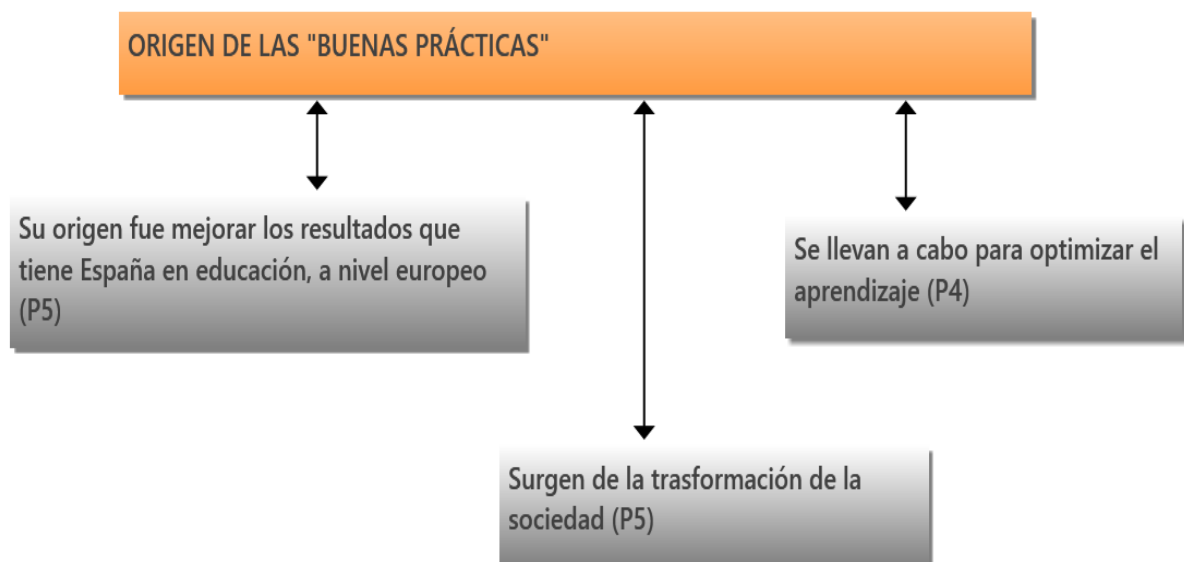 ORIGEN DE LAS "BUENAS PRÁCTICAS"
Su origen fue mejorar los resultados que
tiene España en educación, a nivel europeo
(P5)
Se llevan a cabo para optimizar el
aprendizaje (P4)
Surgen de la trasformación de la
sociedad (P5)